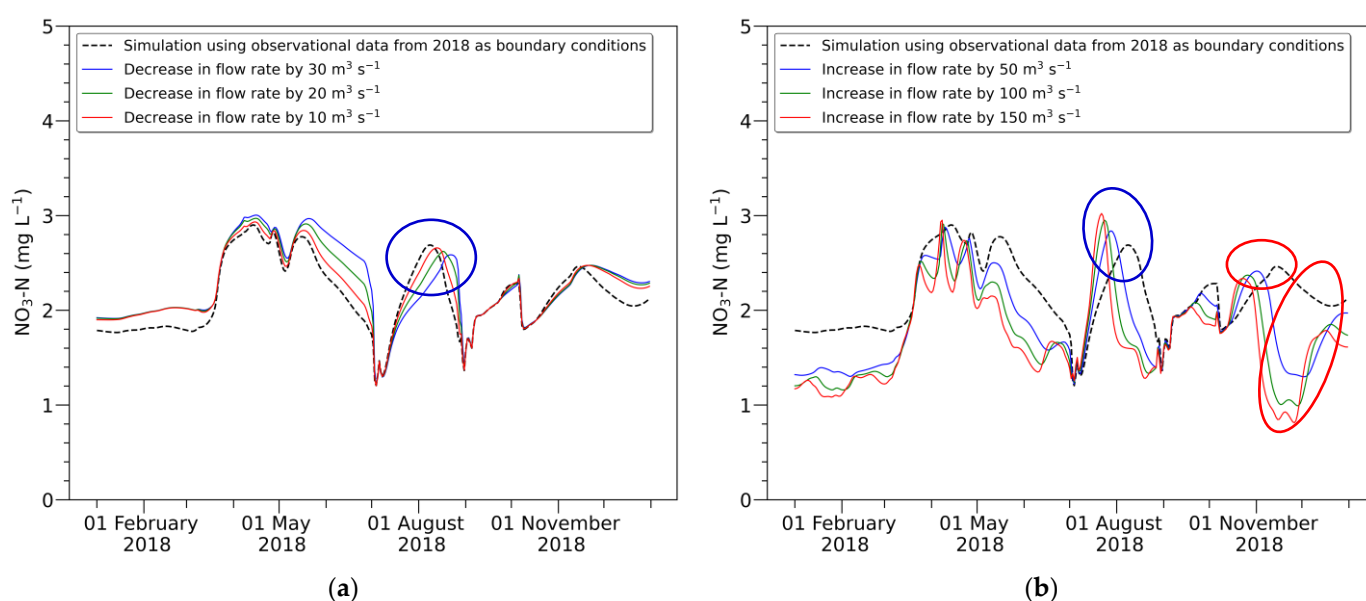 5
4
3
2
1
0
NO₃-N (mg L⁻¹)
Simulation using observational data from 2018 as boundary conditions
Decrease in flow rate by 30 m³ s⁻¹
Decrease in flow rate by 20 m³ s⁻¹
Decrease in flow rate by 10 m³ s⁻¹
01 February 2018
01 May 2018
01 August 2018
01 November 2018
(a)
5
4
3
2
1
0
NO₃-N (mg L⁻¹)
Simulation using observational data from 2018 as boundary conditions
Increase in flow rate by 50 m³ s⁻¹
Increase in flow rate by 100 m³ s⁻¹
Increase in flow rate by 150 m³ s⁻¹
01 February 2018
01 May 2018
01 August 2018
01 November 2018
(b)